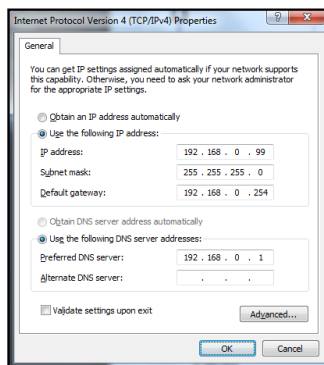 Internet Protocol Version 4 (TCP/IPv4) Properties
General
You can get IP settings assigned automatically if your network supports
this capability. Otherwise, you need to ask your network administrator
for the appropriate IP settings.
Obtain an IP address automatically
Use the following IP address:
IP address: 192 . 168 . 0 . 99
Subnet mask: 255 . 255 . 255 . 0
Default gateway: 192 . 168 . 0 . 254
Obtain DNS server address automatically
Use the following DNS server addresses:
Preferred DNS server: 192 . 168 . 0 . 1
Alternate DNS server: . . .
Validate settings upon exit
Advanced...
OK Cancel